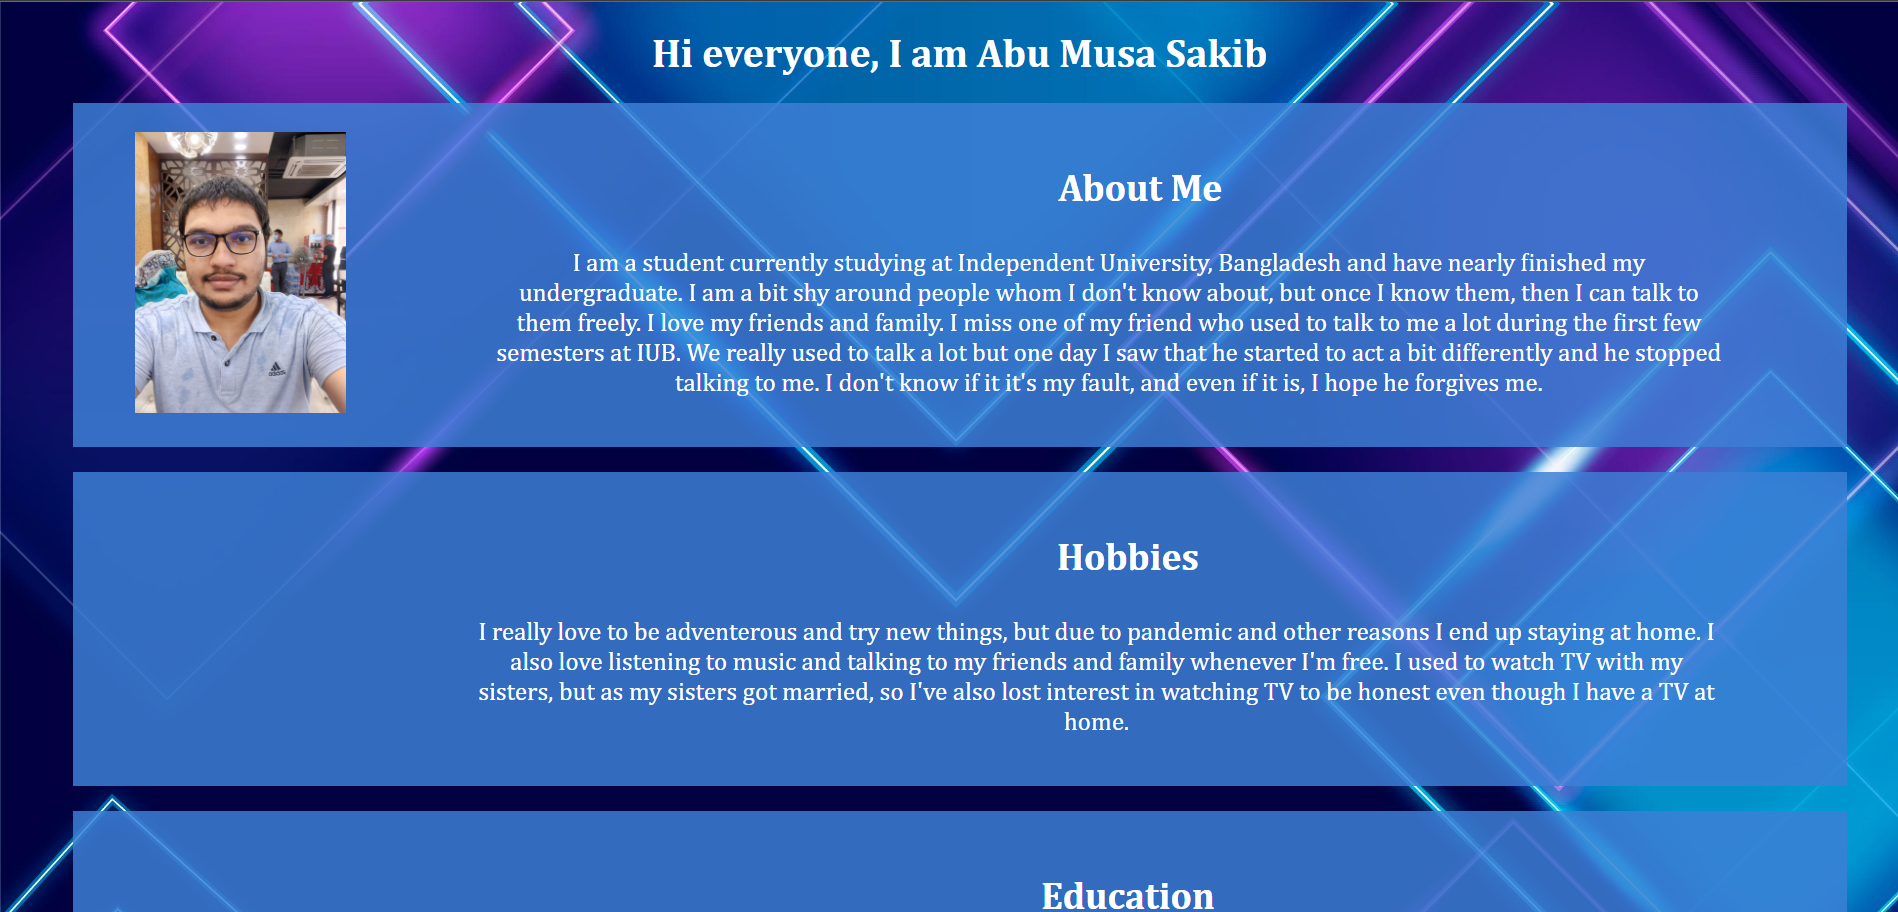 Hi everyone, I am Abu Musa Sakib
About Me
I am a student currently studying at Independent University, Bangladesh and have nearly finished my
undergraduate. I am a bit shy around people whom I don't know about, but once I know them, then I can talk to
them freely. I love my friends and family. I miss one of my friend who used to talk to me a lot during the first few
semesters at IUB. We really used to talk a lot but one day I saw that he started to act a bit differently and he stopped
talking to me. I don't know if it it's my fault, and even if it is, I hope he forgives me.
adidas
Hobbies
I really love to be adventerous and try new things, but due to pandemic and other reasons I end up staying at home. I
also love listening to music and talking to my friends and family whenever I'm free. I used to watch TV with my
sisters, but as my sisters got married, so I've also lost interest in watching TV to be honest even though I have a TV at
home.
Education